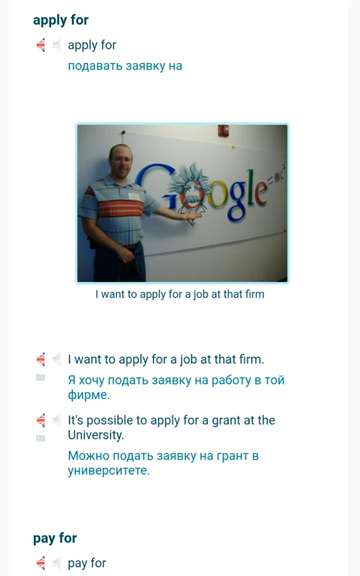 apply for
apply for
подавать заявку на
Google =mc²
I want to apply for a job at that firm
I want to apply for a job at that firm.
Я хочу подать заявку на работу в той
фирме.
It's possible to apply for a grant at the
University.
Можно подать заявку на грант в
университете.
pay for
pay for